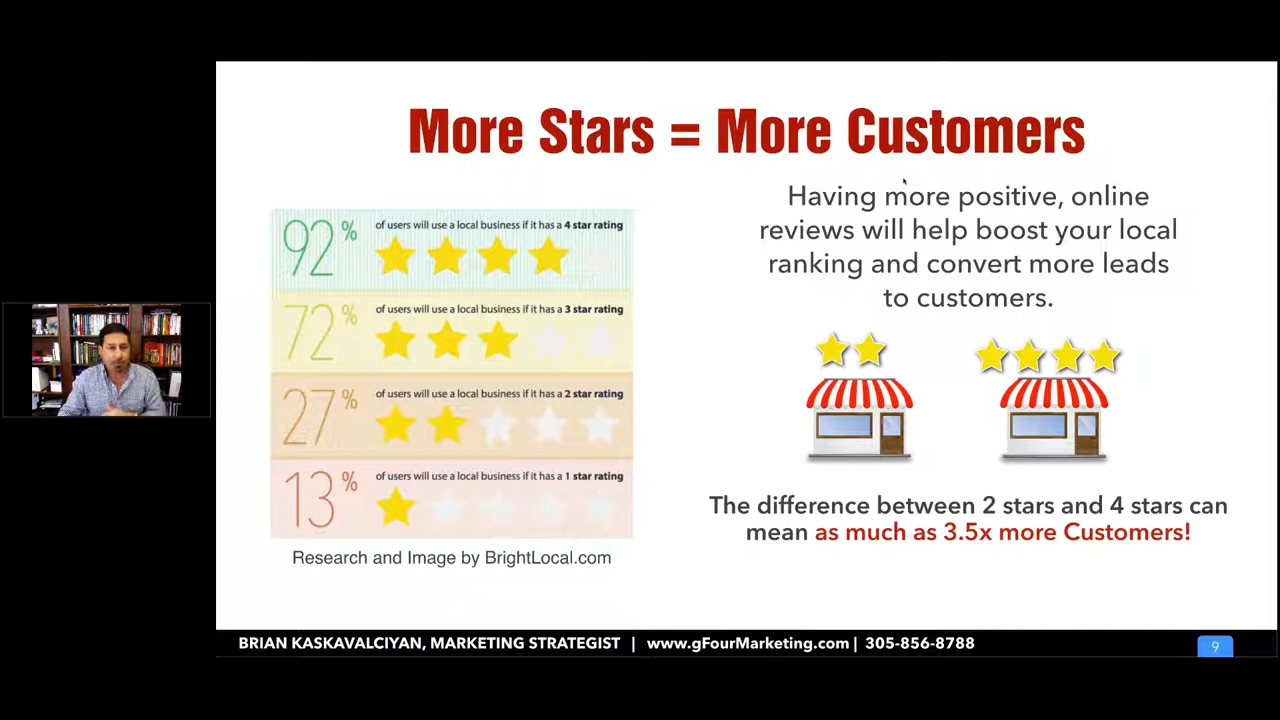 More Stars = More Customers
92% of users will use a local business if it has a 4 star rating
72% of users will use a local business if it has a 3 star rating
27% of users will use a local business if it has a 2 star rating
13% of users will use a local business if it has a 1 star rating
Research and Image by BrightLocal.com
Having more positive, online
reviews will help boost your local
ranking and convert more leads
to customers.
The difference between 2 stars and 4 stars can
mean as much as 3.5x more Customers!
BRIAN KASKAVALCIYAN, MARKETING STRATEGIST | www.gFourMarketing.com | 305-856-8788
9